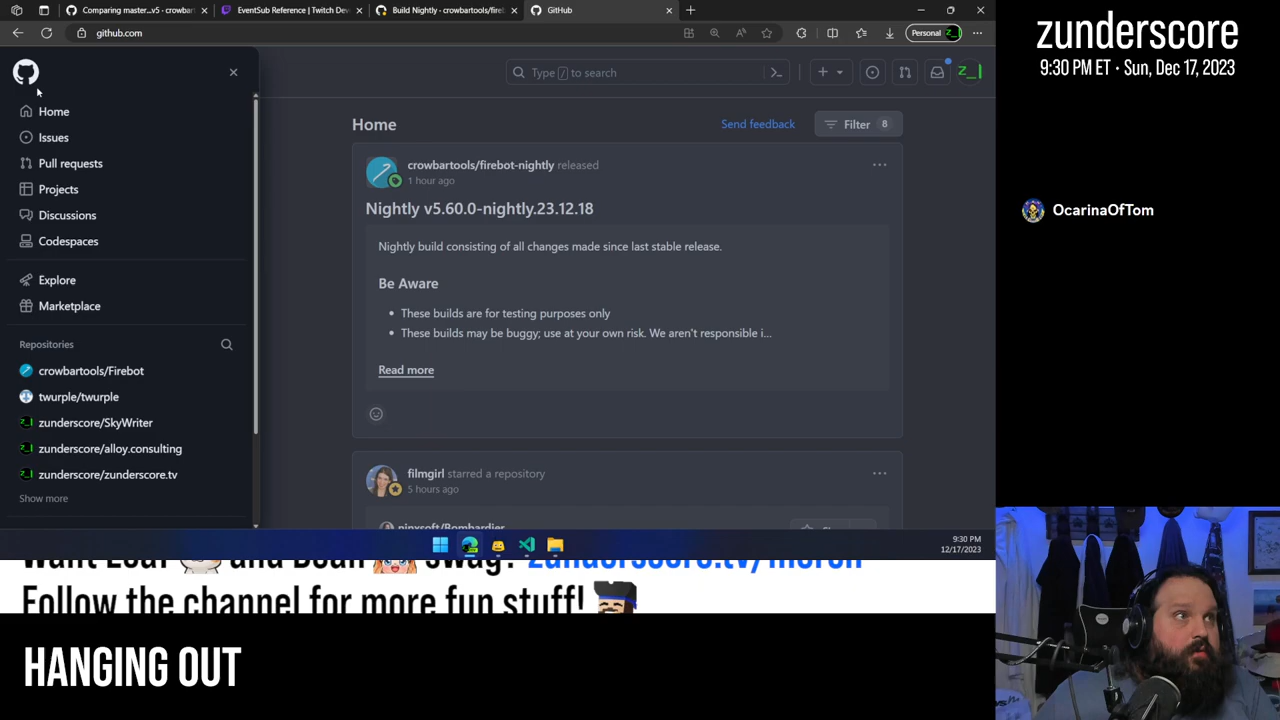 Comparing master...v5 · crowbart
EventSub Reference | Twitch Dev
Build Nightly · crowbartools/fireb
GitHub
github.com
Personal
Type / to search
Home
Issues
Pull requests
Projects
Discussions
Codespaces
Explore
Marketplace
Repositories
crowbartools/Firebot
twurple/twurple
zunderscore/SkyWriter
zunderscore/alloy.consulting
zunderscore/zunderscore.tv
Show more
Home
Send feedback
Filter 8
crowbartools/firebot-nightly released
1 hour ago
Nightly v5.60.0-nightly.23.12.18
Nightly build consisting of all changes made since last stable release.
Be Aware
These builds are for testing purposes only
These builds may be buggy; use at your own risk. We aren't responsible i...
Read more
filmgirl starred a repository
5 hours ago
ninxsoft/Bombardier
9:30 PM
12/17/2023
zunderscore
9:30 PM ET · Sun, Dec 17, 2023
OcarinaOfTom
Follow the channel for more fun stuff!
HANGING OUT